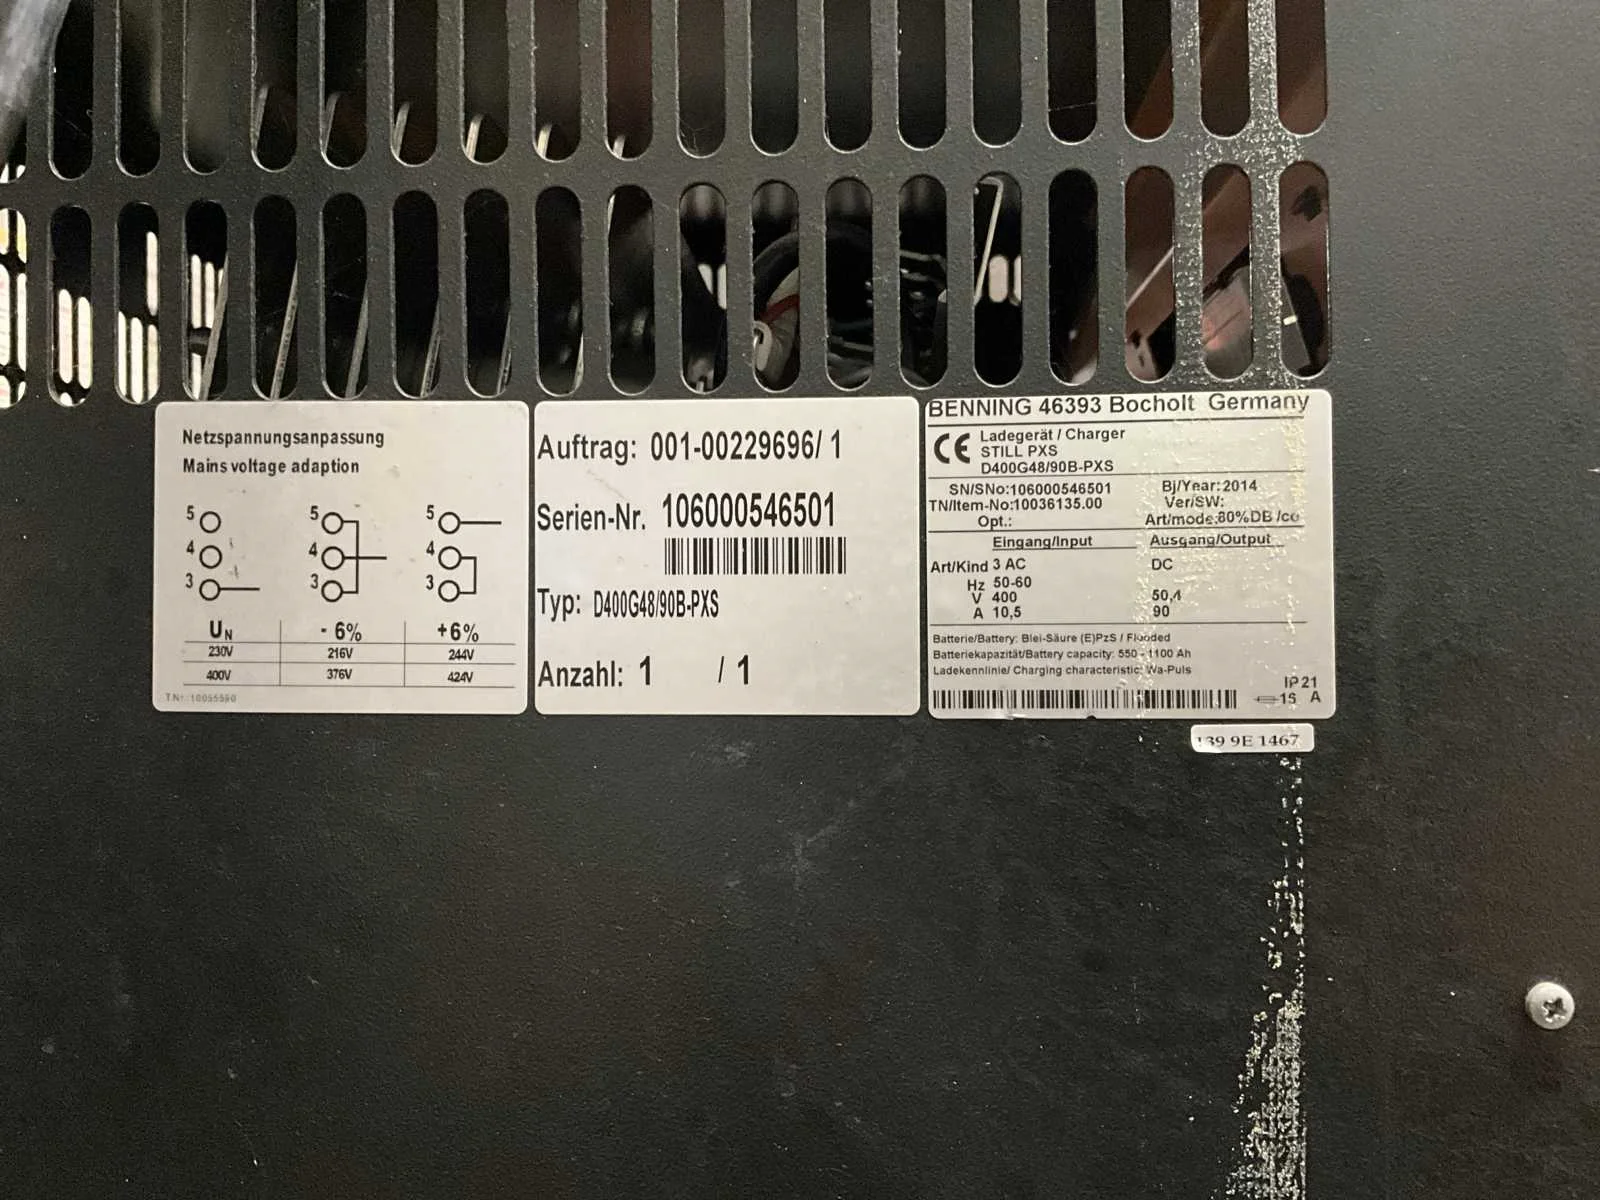 Netzspannungsanpassung
Mains voltage adaption
5 5 5
4 4 4
3 3 3
UN - 6% +6%
230V 216V 244V
400V 376V 424V
T.Nr.:10055590
Auftrag: 001-00229696/ 1
Serien-Nr. 106000546501
Typ: D400G48/90B-PXS
Anzahl: 1 / 1
BENNING 46393 Bocholt Germany
CE Ladegerät / Charger
STILL PXS
D400G48/90B-PXS
SN/SNo:106000546501 Bj/Year:2014
TN/Item-No:10036135.00 Ver/SW:
Opt.: Art/mode:80%DB /cc
Eingang/Input Ausgang/Output
Art/Kind 3 AC DC
Hz 50-60
V 400 50,4
A 10,5 90
Batterie/Battery: Blei-Säure (E)PzS / Flooded
Batteriekapazität/Battery capacity: 550 - 1100 Ah
Ladekennlinie/ Charging characteristic: Wa-Puls
IP 21
15 A
139 9E 1467